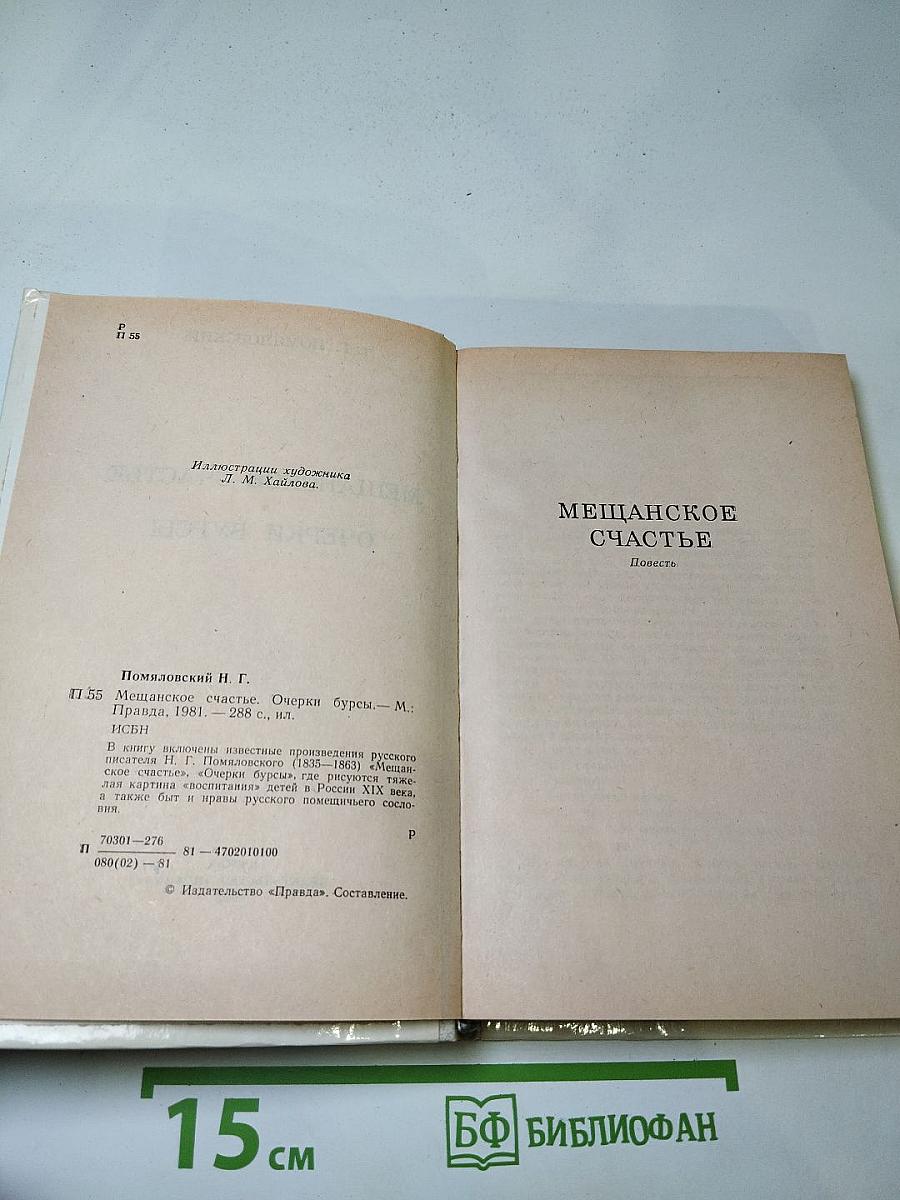 Р
П 55
Иллюстрации художника
Л. М. Хайлова.
Помяловский Н. Г.
П 55 Мещанское счастье. Очерки бурсы.— М.:
Правда, 1981. — 288 с., ил.
ИСБН
В книгу включены известные произведения русского
писателя Н. Г. Помяловского (1835—1863) «Мещан-
ское счастье», «Очерки бурсы», где рисуются тяже-
лая картина «воспитания» детей в России XIX века,
а также быт и нравы русского помещичьего сосло-
вия.
р
П 70301—276
080(02) — 81
81 — 4702010100
© Издательство «Правда». Составление.
МЕЩАНСКОЕ
СЧАСТЬЕ
Повесть
15 см
БФ БИБЛИОФАН